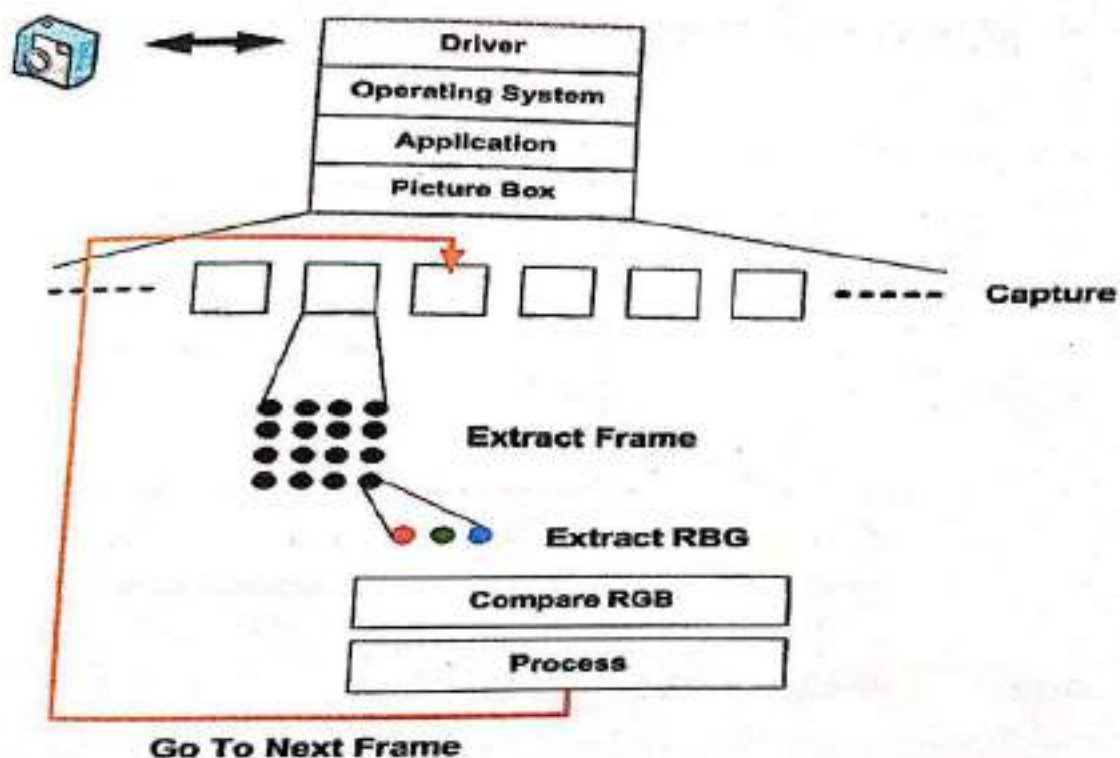 Driver
Operating System
Application
Picture Box
Capture
Extract Frame
Extract RBG
Compare RGB
Process
Go To Next Frame